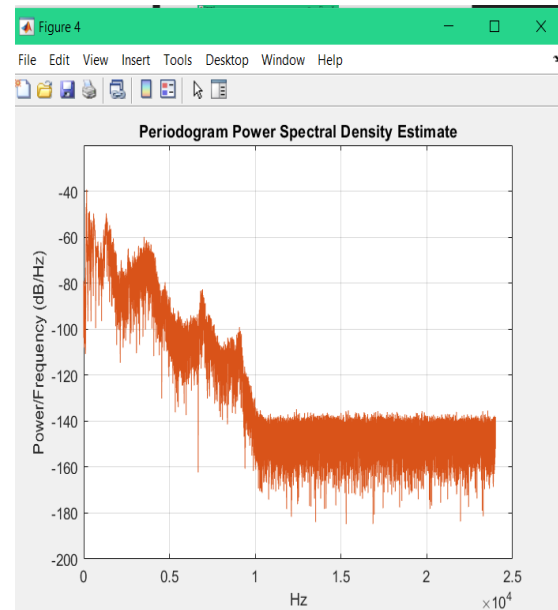 Figure 4
File Edit View Insert Tools Desktop Window Help
Periodogram Power Spectral Density Estimate
Power/Frequency (dB/Hz)
-40
-60
-80
-100
-120
-140
-160
-180
-200
0 0.5 1 1.5 2 2.5
Hz
×10⁴